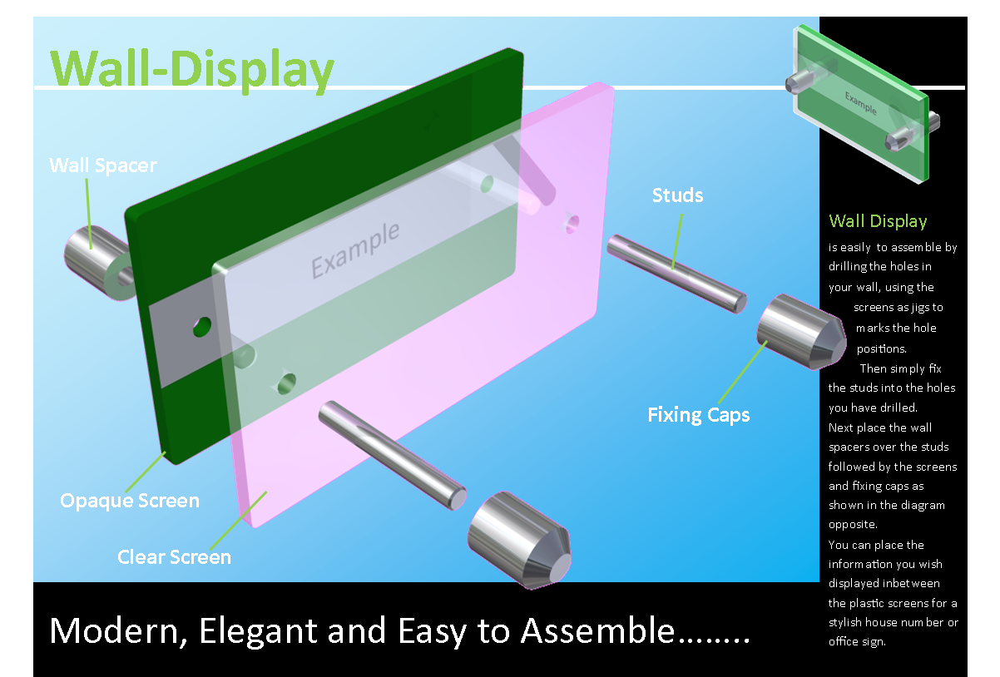 Wall-Display
Example
Wall Spacer
Studs
Example
Fixing Caps
Opaque Screen
Clear Screen
Wall Display
is easily to assemble by
drilling the holes in
your wall, using the
screens as jigs to
marks the hole
positions.
Then simply fix
the studs into the holes
you have drilled.
Next place the wall
spacers over the studs
followed by the screens
and fixing caps as
shown in the diagram
opposite.
You can place the
information you wish
displayed inbetween
the plastic screens for a
stylish house number or
office sign.
Modern, Elegant and Easy to Assemble........